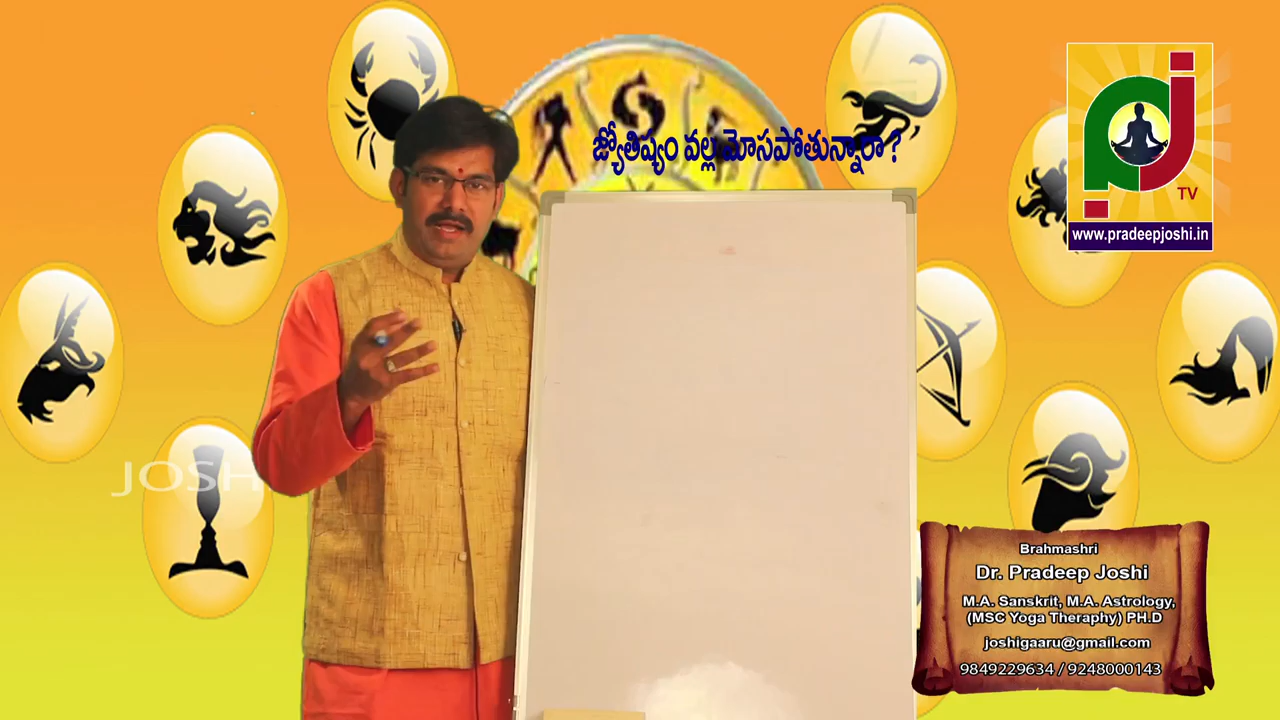 జ్యోతిష్యం వల్ల మోసపోతున్నారా ?
TV
www.pradeepjoshi.in
JOSH
Brahmashri
Dr. Pradeep Joshi
M.A. Sanskrit, M.A. Astrology,
(MSC Yoga Theraphy) PH.D
joshigaaru@gmail.com
9849229634 / 9248000143